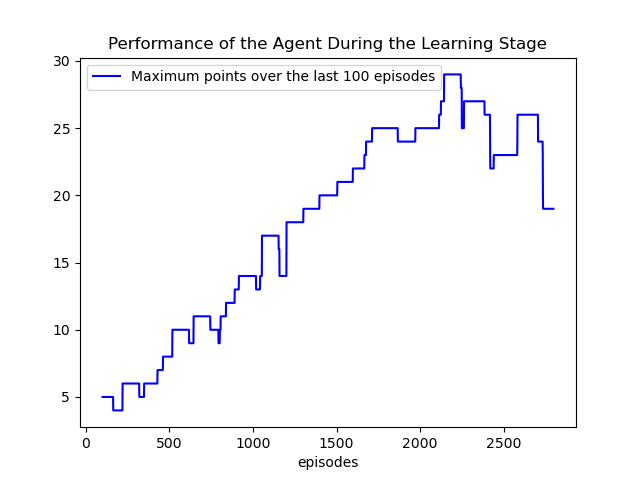 Performance of the Agent During the Learning Stage
Maximum points over the last 100 episodes
30
25
20
15
10
5
0 500 1000 1500 2000 2500
episodes